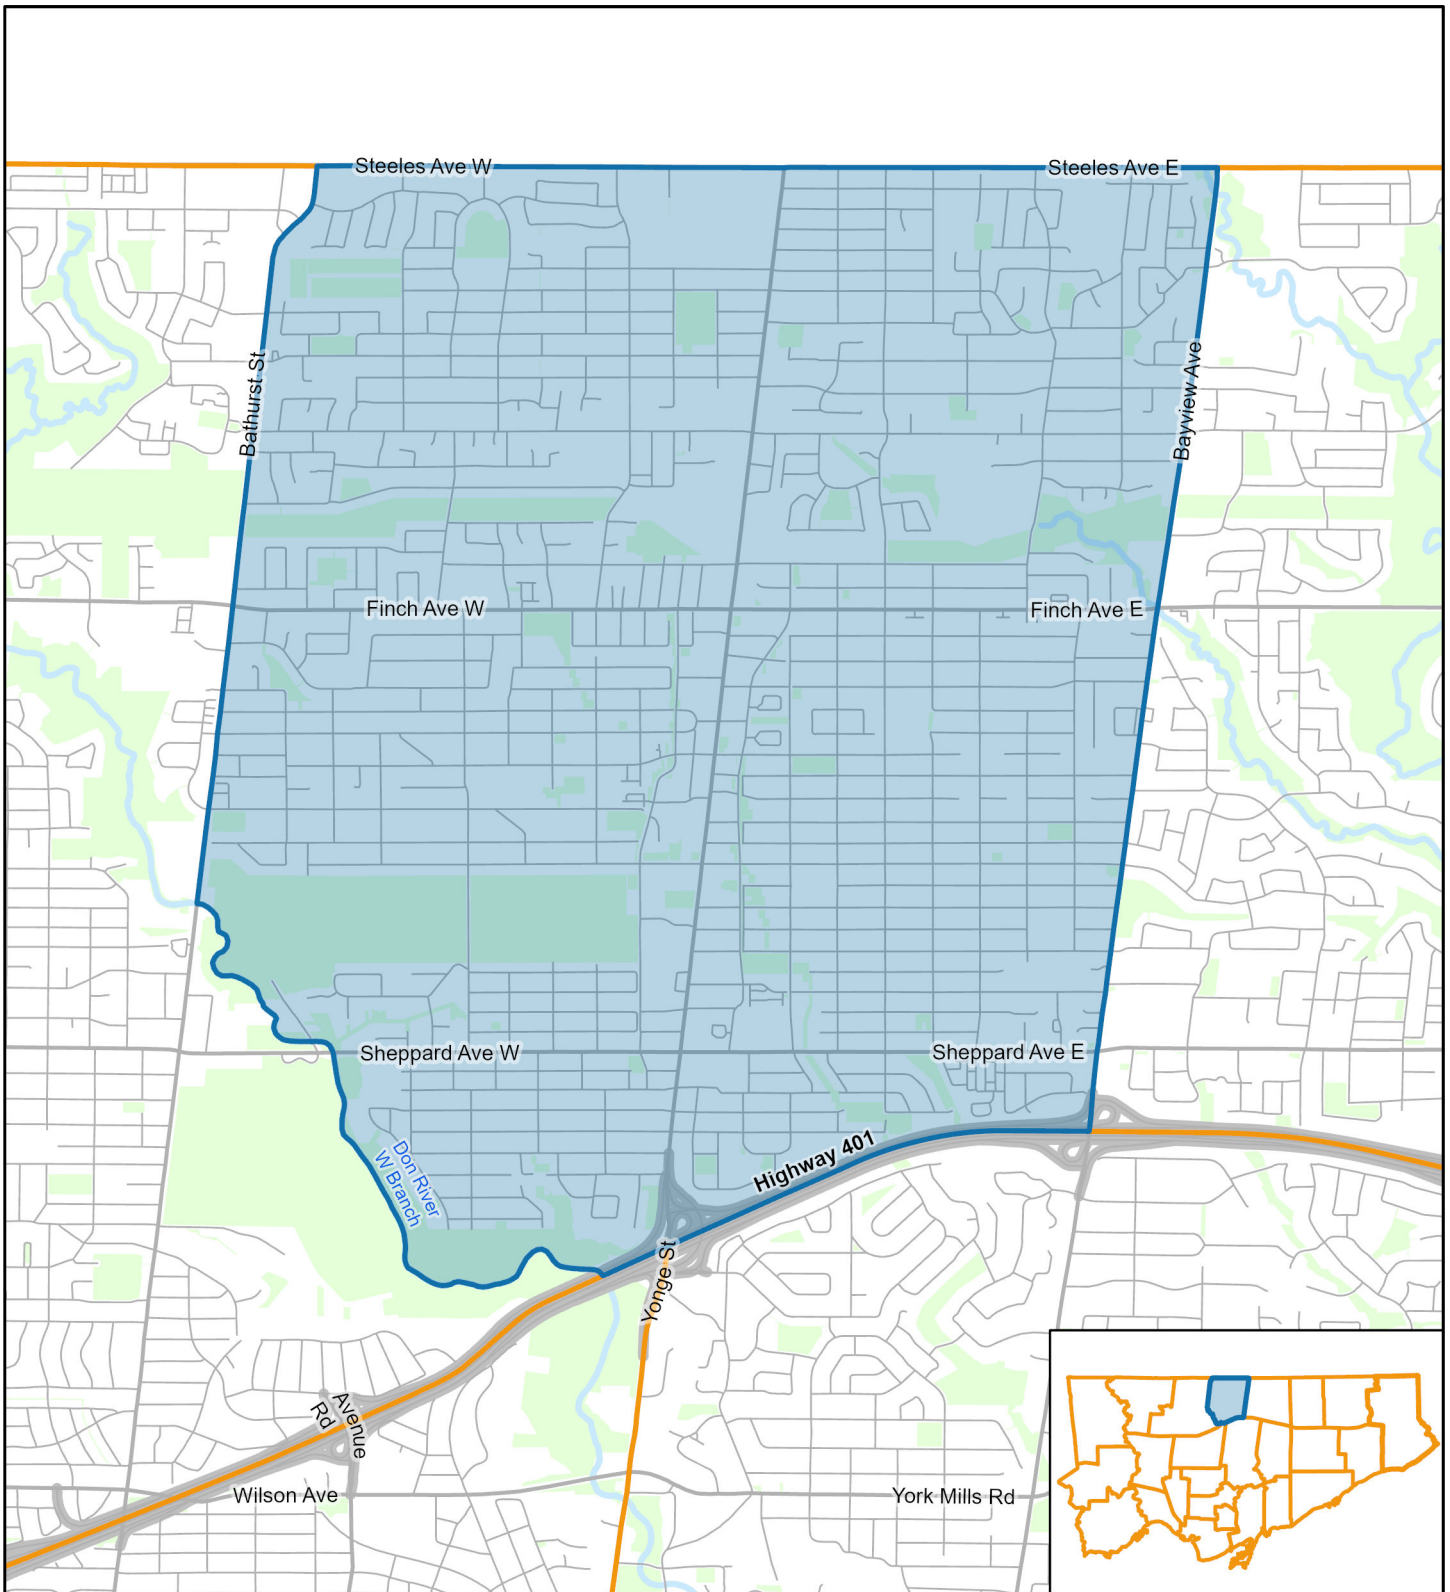 Steeles Ave W
Steeles Ave E
Bathurst St
Bayview Ave
Finch Ave W
Finch Ave E
Sheppard Ave W
Sheppard Ave E
Don River
W Branch
Highway 401
Yonge St
Avenue
Rd
Wilson Ave
York Mills Rd